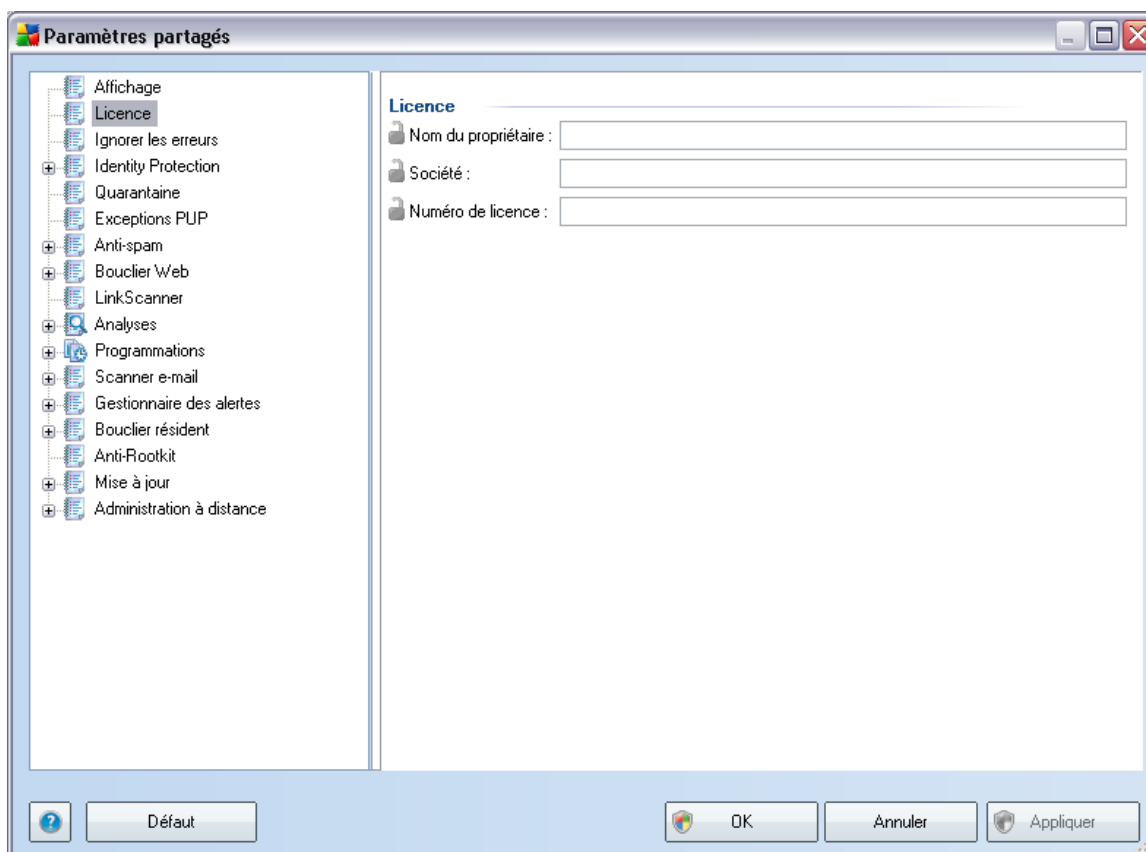 Paramètres partagés
Affichage
Licence
Ignorer les erreurs
Identity Protection
Quarantaine
Exceptions PUP
Anti-spam
Bouclier Web
LinkScanner
Analyses
Programmations
Scanner e-mail
Gestionnaire des alertes
Bouclier résident
Anti-Rootkit
Mise à jour
Administration à distance
Licence
Nom du propriétaire :
Société :
Numéro de licence :
?
Défaut
OK
Annuler
Appliquer